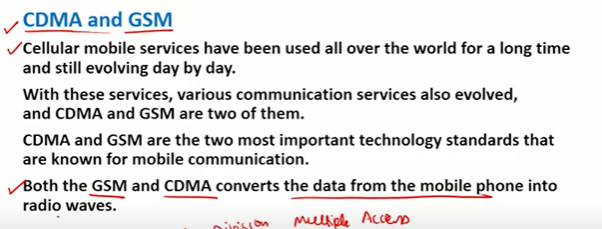 CDMA and GSM
Cellular mobile services have been used all over the world for a long time
and still evolving day by day.
With these services, various communication services also evolved,
and CDMA and GSM are two of them.
CDMA and GSM are the two most important technology standards that
are known for mobile communication.
Both the GSM and CDMA converts the data from the mobile phone into
radio waves.
Multiple Access